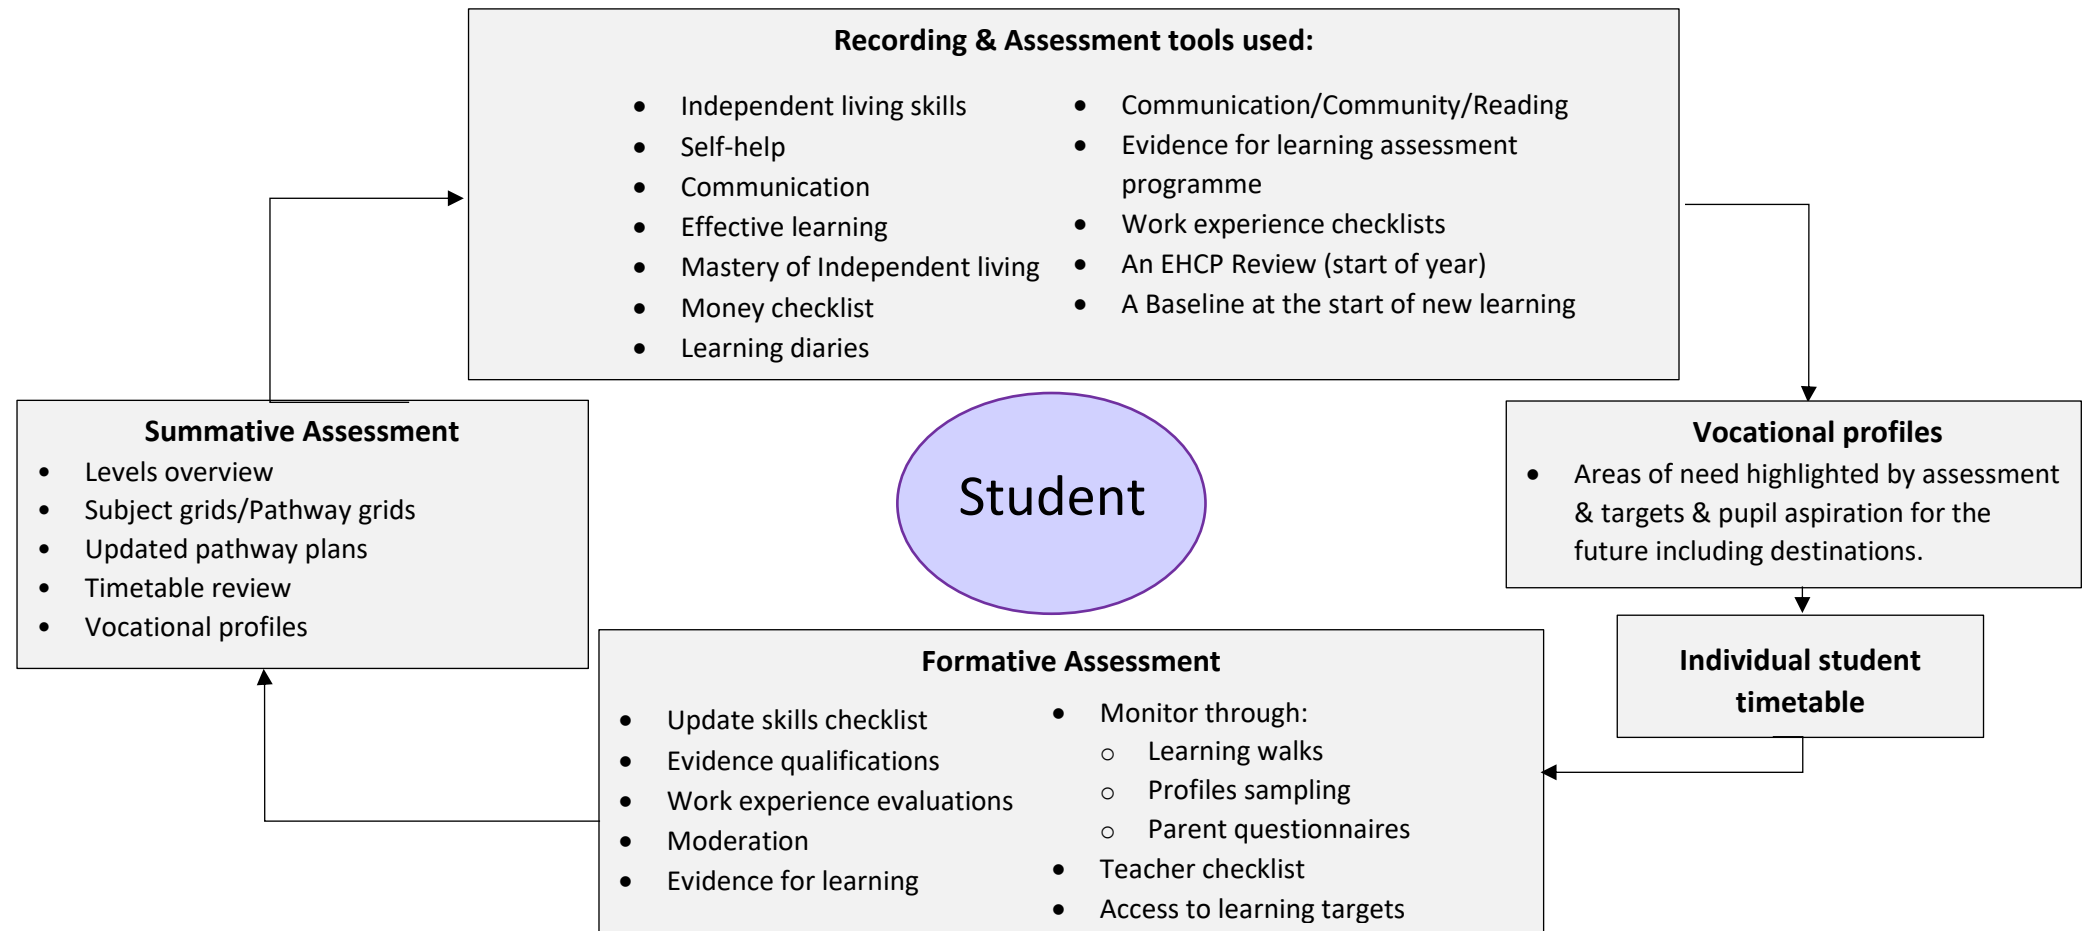 Recording & Assessment tools used:
• Independent living skills
• Self-help
• Communication
• Effective learning
• Mastery of Independent living
• Money checklist
• Learning diaries
• Communication/Community/Reading
• Evidence for learning assessment
programme
• Work experience checklists
• An EHCP Review (start of year)
• A Baseline at the start of new learning
Summative Assessment
• Levels overview
• Subject grids/Pathway grids
• Updated pathway plans
• Timetable review
• Vocational profiles
Student
Vocational profiles
• Areas of need highlighted by assessment
& targets & pupil aspiration for the
future including destinations.
Individual student
timetable
Formative Assessment
• Update skills checklist
• Evidence qualifications
• Work experience evaluations
• Moderation
• Evidence for learning
• Monitor through:
o Learning walks
o Profiles sampling
o Parent questionnaires
• Teacher checklist
• Access to learning targets